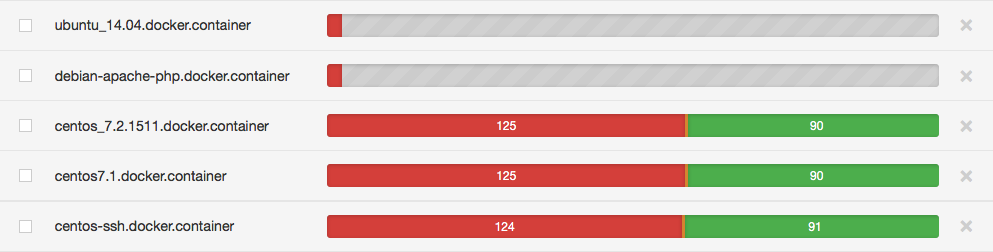 ubuntu_14.04.docker.container
debian-apache-php.docker.container
centos_7.2.1511.docker.container 125 90
centos7.1.docker.container 125 90
centos-ssh.docker.container 124 91